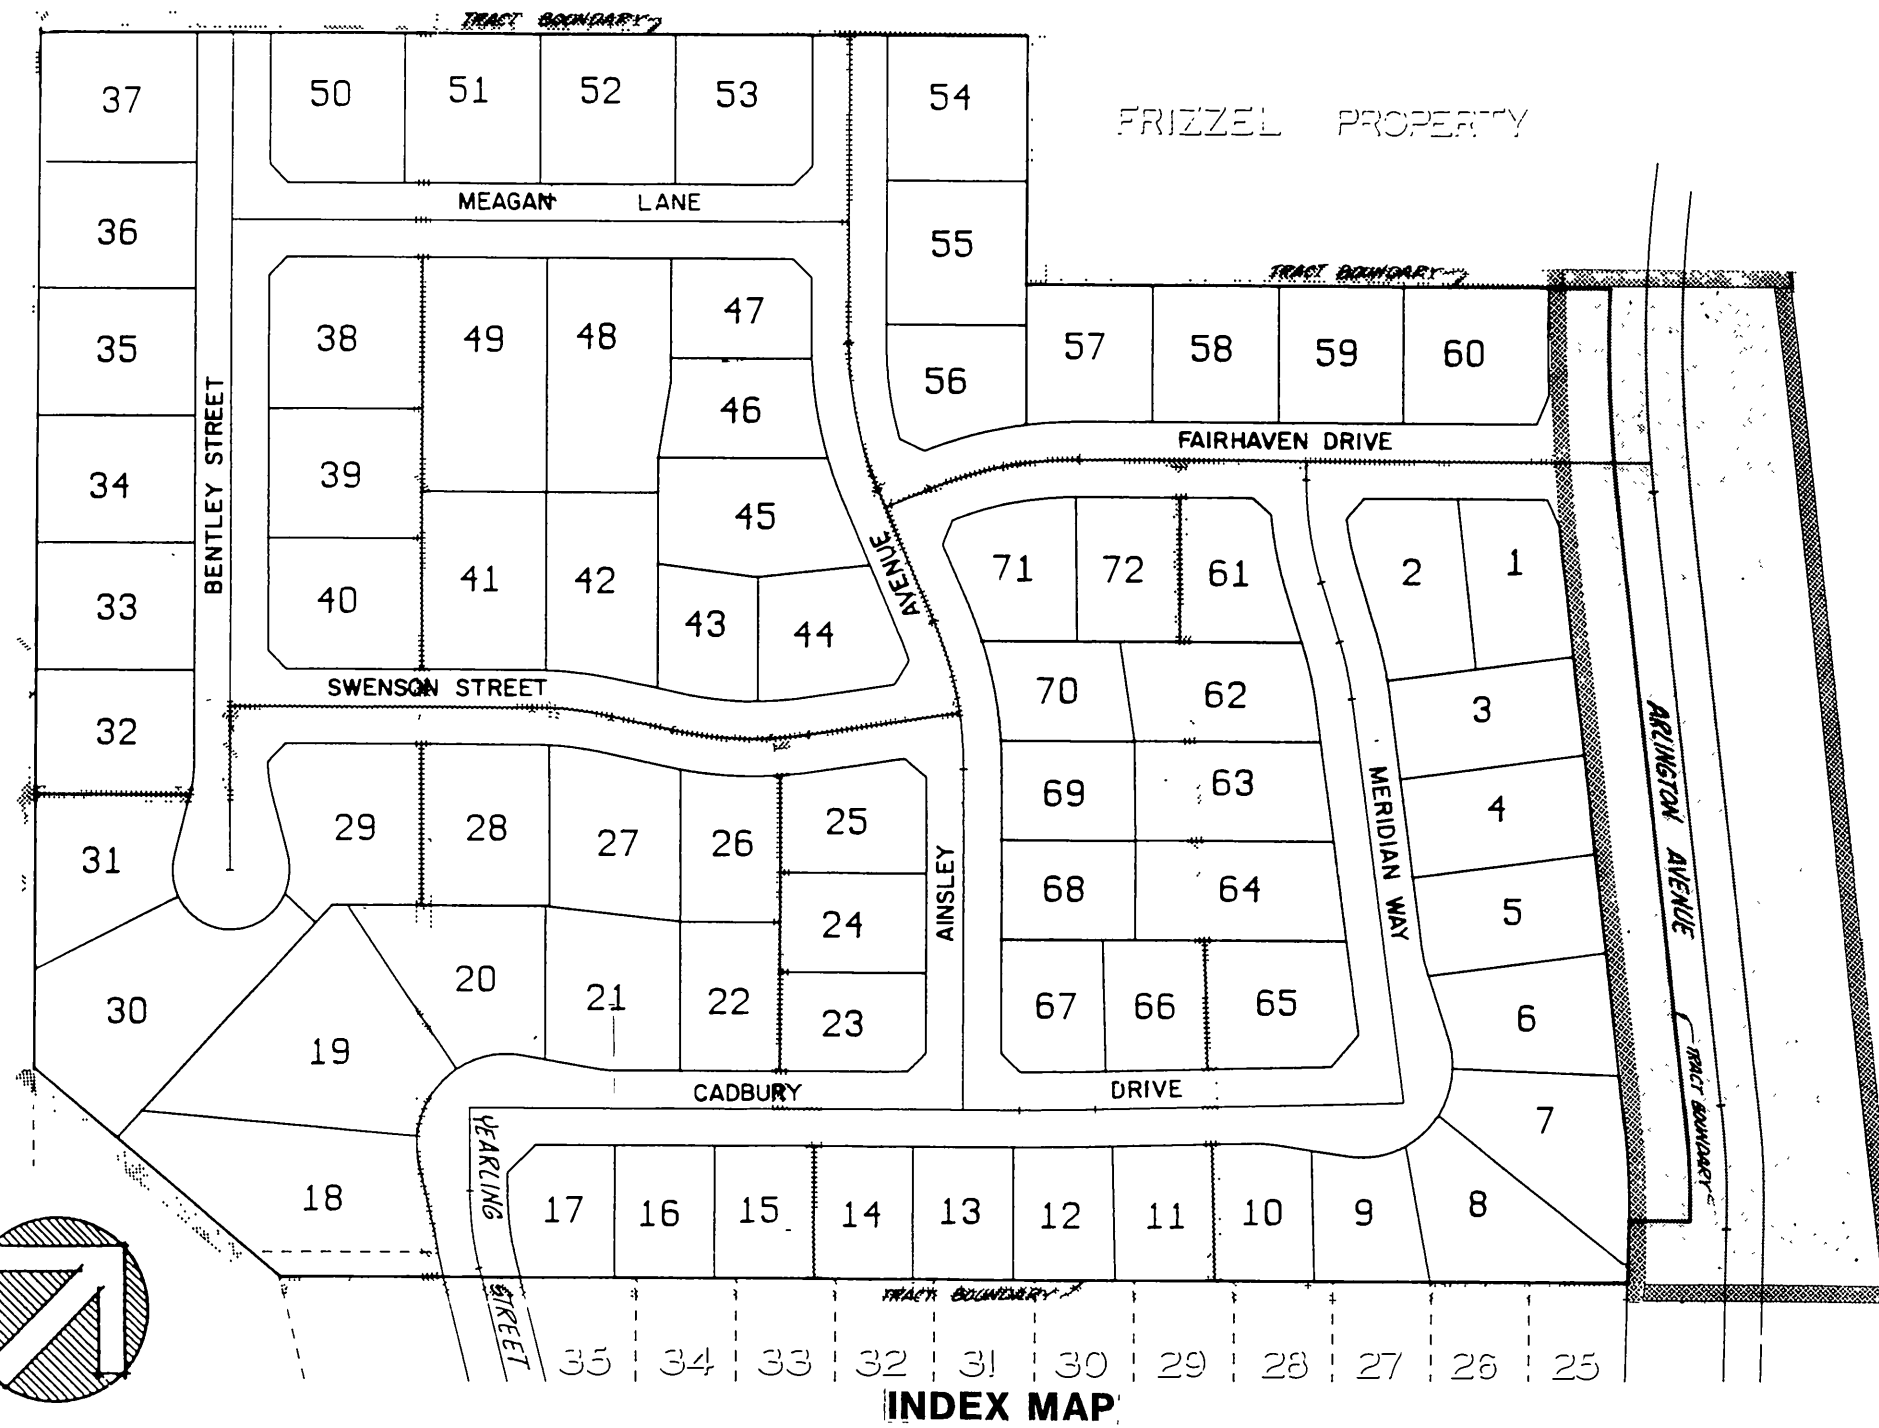 TRACT BOUNDARY
37 50 51 52 53 54
FRIZZEL PROPERTY
MEAGAN LANE
36 55
TRACT BOUNDARY
38 49 48 47
35 57 58 59 60
56
46
BENTLEY STREET
FAIRHAVEN DRIVE
34 39 45
AVENUE
71 72 61 2 1
33 40 41 42 43 44
SWENSON STREET
70 62 3
32
ARLINGTON AVENUE
MERIDIAN WAY
69 63 4
31 29 28 27 26 25
AINSLEY
68 64 5
24
30 20 21 22 23
67 66 65 6
19
CADBURY DRIVE
TRACT BOUNDARY
7
YEARLING STREET
18 17 16 15 14 13 12 11 10 9 8
TRACT BOUNDARY
35 34 33 32 31 30 29 28 27 26 25
INDEX MAP